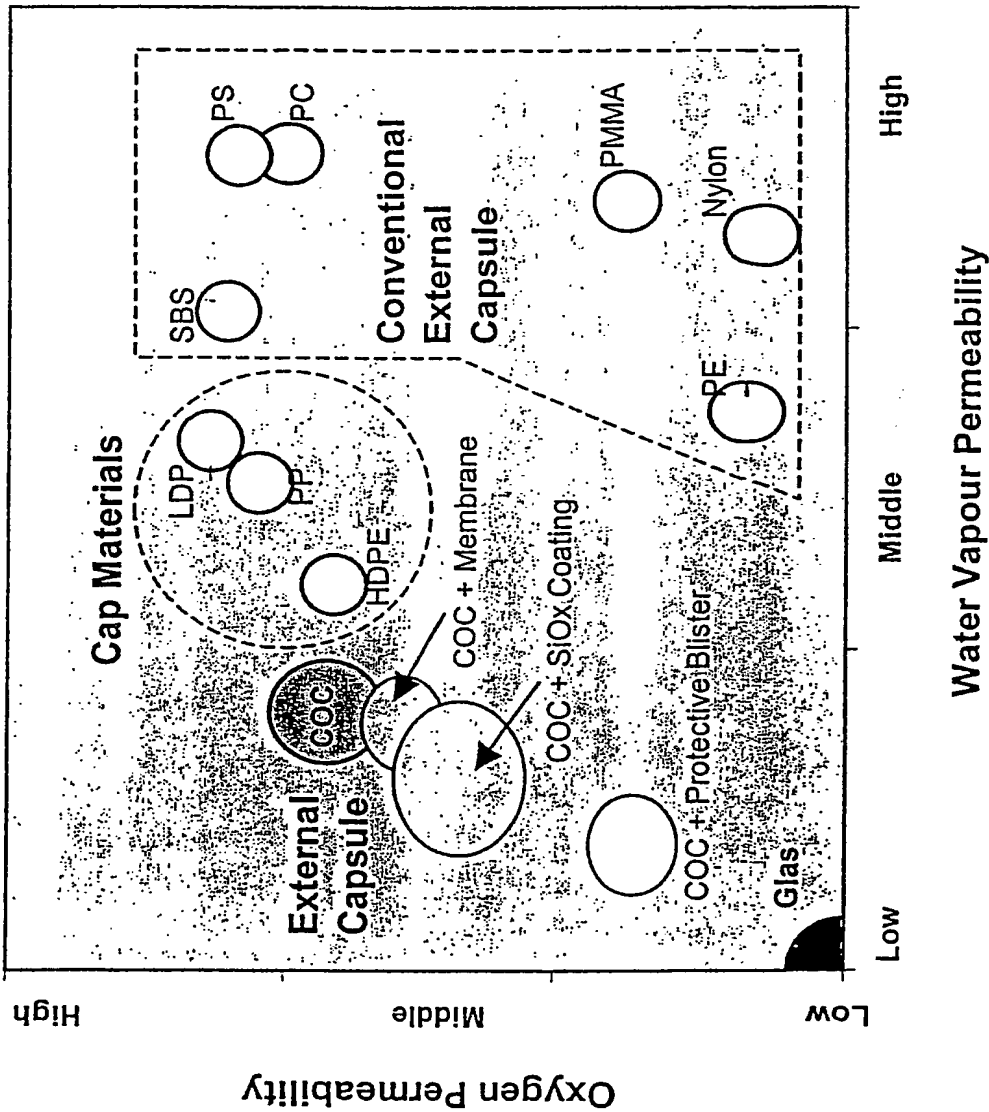 Oxygen Permeability
High
Middle
Low
Cap Materials
LDP
PP
HDPE
SBS
PS
PC
Conventional
External
Capsule
PMMA
Nylon
PE
External
Capsule
COC
COC + Membrane
COC + SiOx Coating
COC + Protective Blister
Glas
Low
Middle
High
Water Vapour Permeability